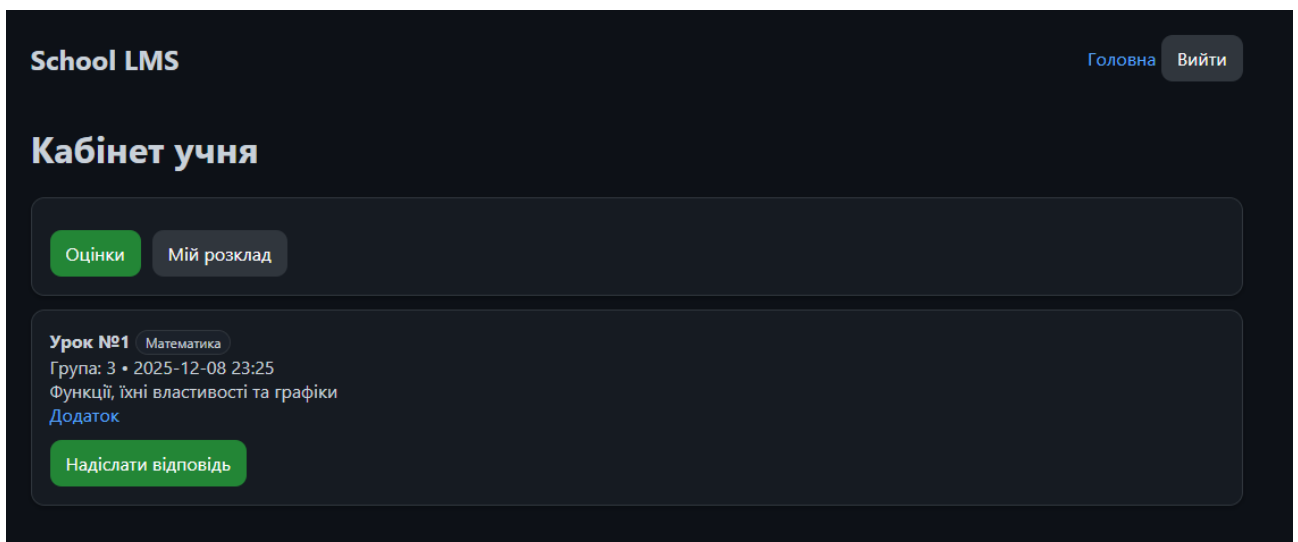 School LMS
Головна Вийти
Кабінет учня
Оцінки Мій розклад
Урок №1 Математика
Група: 3 • 2025-12-08 23:25
Функції, їхні властивості та графіки
Додаток
Надіслати відповідь